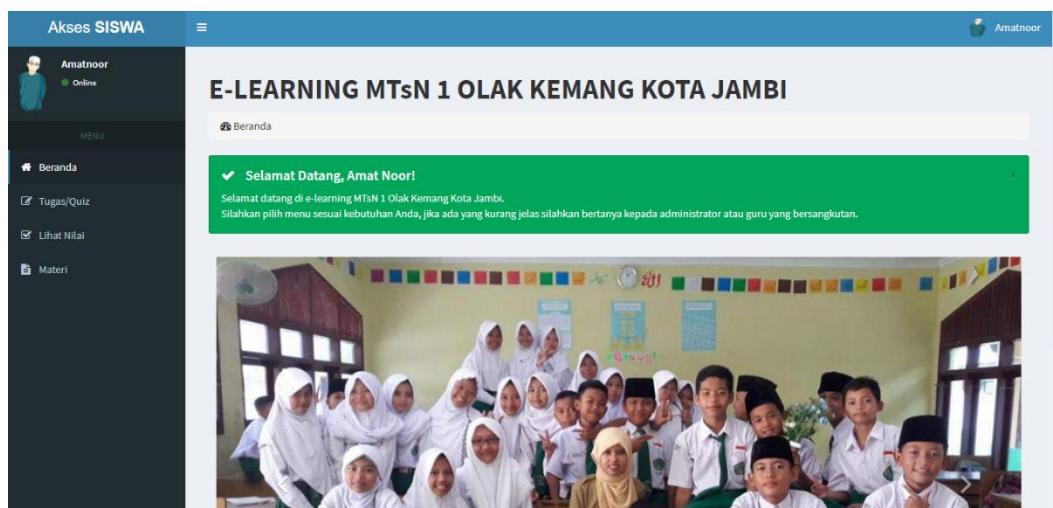 Akses SISWA
Amatnoor
Amatnoor
Online
MENU
Beranda
Tugas/Quiz
Lihat Nilai
Materi
E-LEARNING MTsN 1 OLAK KEMANG KOTA JAMBI
Beranda
Selamat Datang, Amat Noor!
×
Selamat datang di e-learning MTsN 1 Olak Kemang Kota Jambi.
Silahkan pilih menu sesuai kebutuhan Anda, jika ada yang kurang jelas silahkan bertanya kepada administrator atau guru yang bersangkutan.